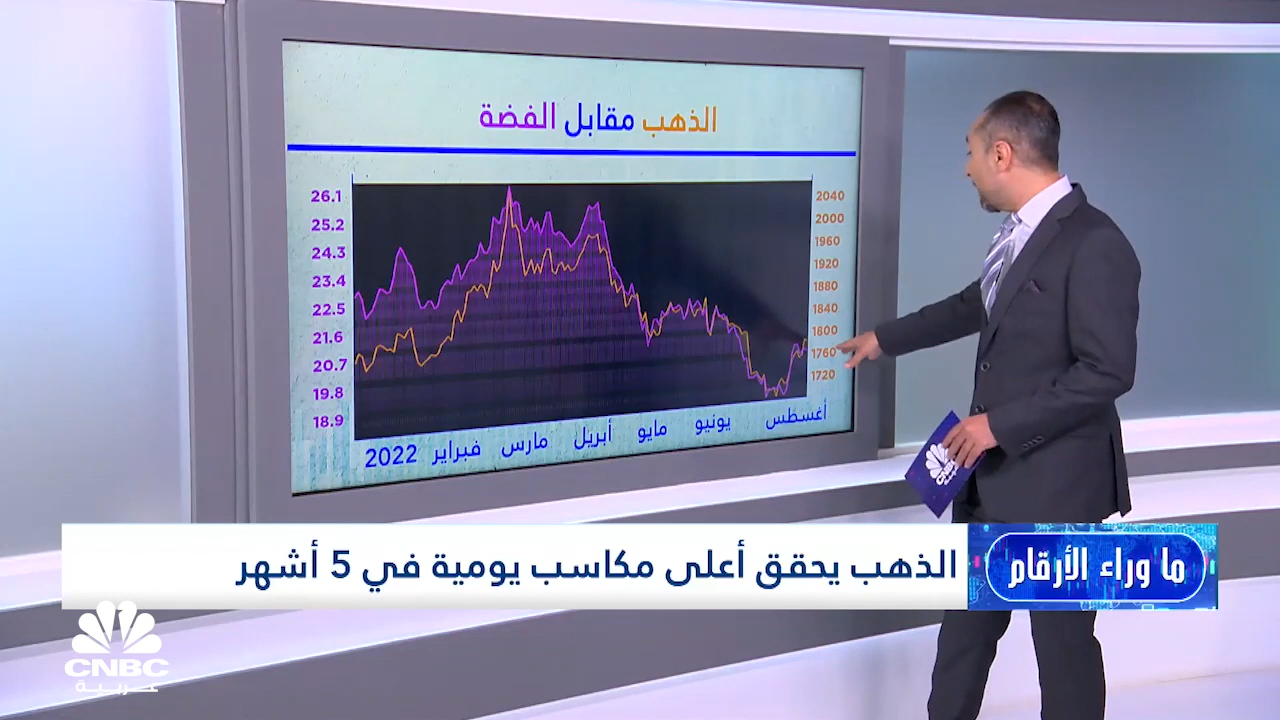 الذهب مقابل الفضة
26.1
25.2
24.3
23.4
22.5
21.6
20.7
19.8
18.9
2040
2000
1960
1920
1880
1840
1800
1760
1720
2022 فبراير مارس أبريل مايو يونيو أغسطس
CNBC
عربية
ما وراء الأرقام
الذهب يحقق أعلى مكاسب يومية في 5 أشهر
CNBC
عربية